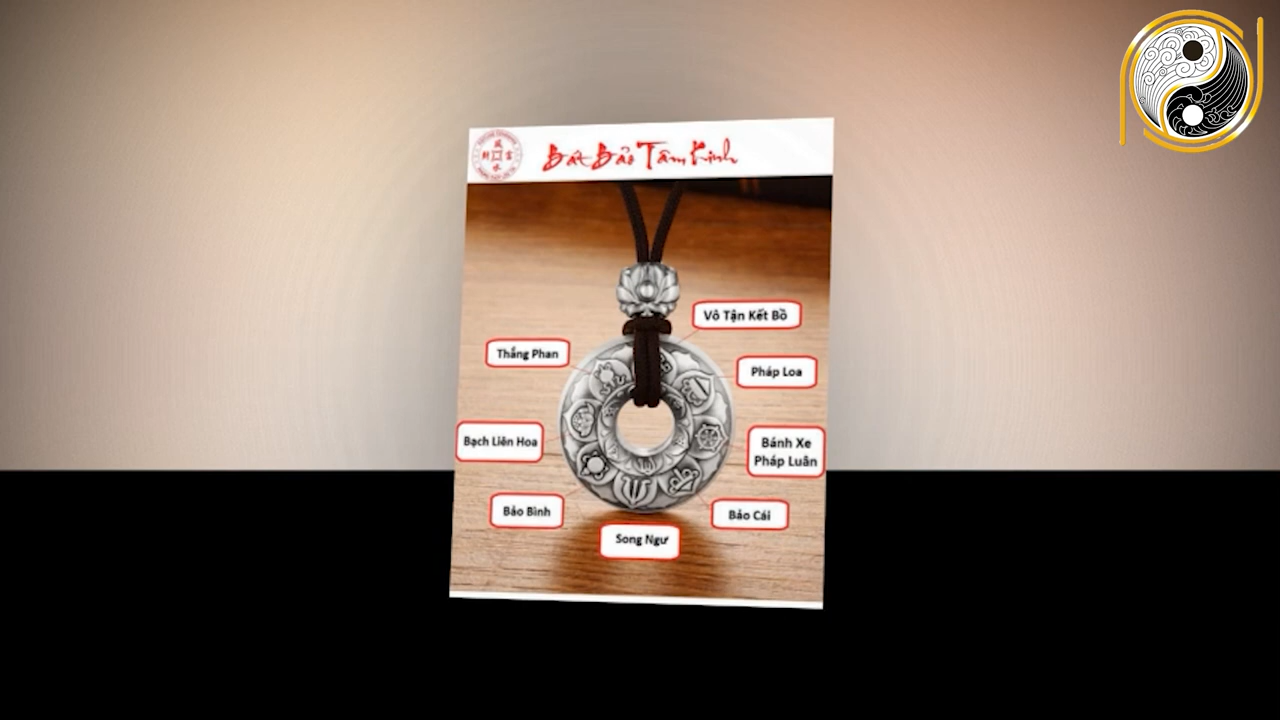 Bát Bảo Tâm Kinh
Vô Tận Kết Bồ
Thắng Phan
Pháp Loa
Bạch Liên Hoa
Bánh Xe
Pháp Luân
Bảo Bình
Bảo Cái
Song Ngư